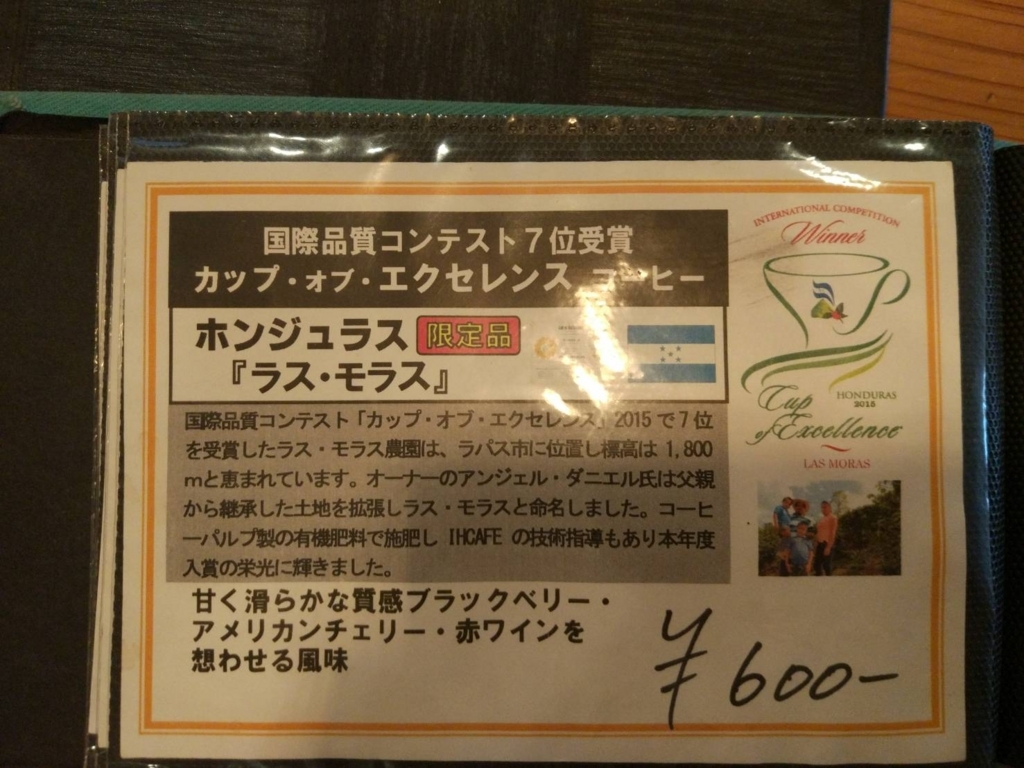 国際品質コンテスト7位受賞
カップ・オブ・エクセレンス コーヒー
ホンジュラス 限定品
『ラス・モラス』
国際品質コンテスト「カップ・オブ・エクセレンス」2015で7位
を受賞したラス・モラス農園は、ラパス市に位置し標高は1,800
mと恵まれています。オーナーのアンジェル・ダニエル氏は父親
から継承した土地を拡張しラス・モラスと命名しました。コーヒ
ーパルプ製の有機肥料で施肥し IHCAFE の技術指導もあり本年度
入賞の栄光に輝きました。
甘く滑らかな質感ブラックベリー・
アメリカンチェリー・赤ワインを
想わせる風味
¥600-
INTERNATIONAL COMPETITION
Winner
HONDURAS
2015
Cup
of Excellence
LAS MORAS